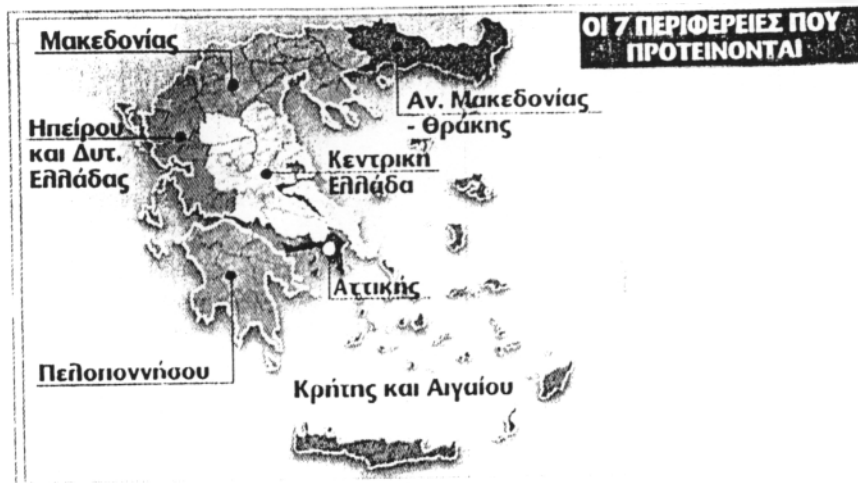 ΟΙ 7 ΠΕΡΙΦΕΡΕΙΕΣ ΠΟΥ
ΠΡΟΤΕΙΝΟΝΤΑΙ
Μακεδονίας
Αν. Μακεδονίας
- Θράκης
Ηπείρου
και Δυτ.
Ελλάδας
Κεντρική
Ελλάδα
Αττικής
Πελοποννήσου
Κρήτης και Αιγαίου